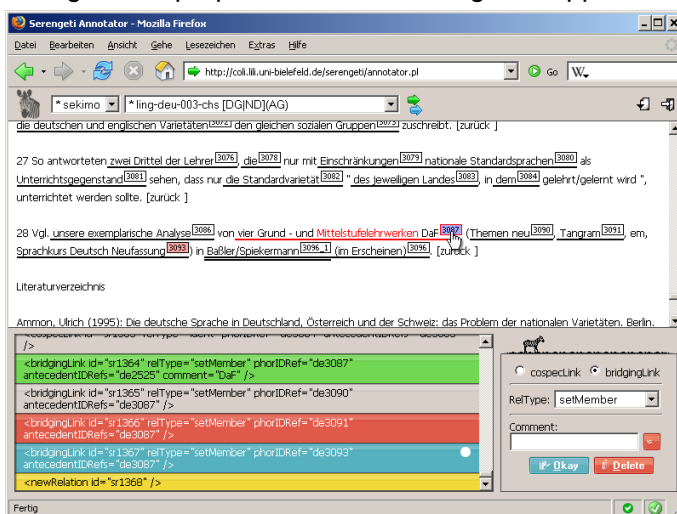 Serengeti Annotator - Mozilla Firefox
Datei Bearbeiten Ansicht Gehe Lesezeichen Extras Hilfe
http://coli.lili.uni-bielefeld.de/serengeti/annotator.pl Go
* sekimo * ling-deu-003-chs [DG|ND](AG)
die deutschen und englischen Varietäten 3072 den gleichen sozialen Gruppen 3073 zuschreibt. [zurück ]
27 So antworteten zwei Drittel der Lehrer 3076, die 3078 nur mit Einschränkungen 3079 nationale Standardsprachen 3080 als
Unterrichtsgegenstand 3081 sehen, dass nur die Standardvarietät 3082 " des jeweiligen Landes 3083, in dem 3084 gelehrt/gelernt wird ",
unterrichtet werden sollte. [zurück ]
28 Vgl. unsere exemplarische Analyse 3086 von vier Grund - und Mittelstufelehrwerken DaF 3087 (Themen neu 3090, Tangram 3091, em,
Sprachkurs Deutsch Neufassung 3093) in Baßler/Spiekermann 3096_1 (im Erscheinen) 3096. [zurück ]
Literaturverzeichnis
Ammon, Ulrich (1995): Die deutsche Sprache in Deutschland, Österreich und der Schweiz: das Problem der nationalen Varietäten. Berlin.
/>
<bridgingLink id="sr1364" relType="setMember" phorIDRef="de3087"
antecedentIDRefs="de2525" comment="DaF" />
<bridgingLink id="sr1365" relType="setMember" phorIDRef="de3090"
antecedentIDRefs="de3087" />
<bridgingLink id="sr1366" relType="setMember" phorIDRef="de3091"
antecedentIDRefs="de3087" />
<bridgingLink id="sr1367" relType="setMember" phorIDRef="de3093"
antecedentIDRefs="de3087" />
<newRelation id="sr1368" />
cospecLink bridgingLink
RelType: setMember
Comment:
<
Okay Delete
Fertig